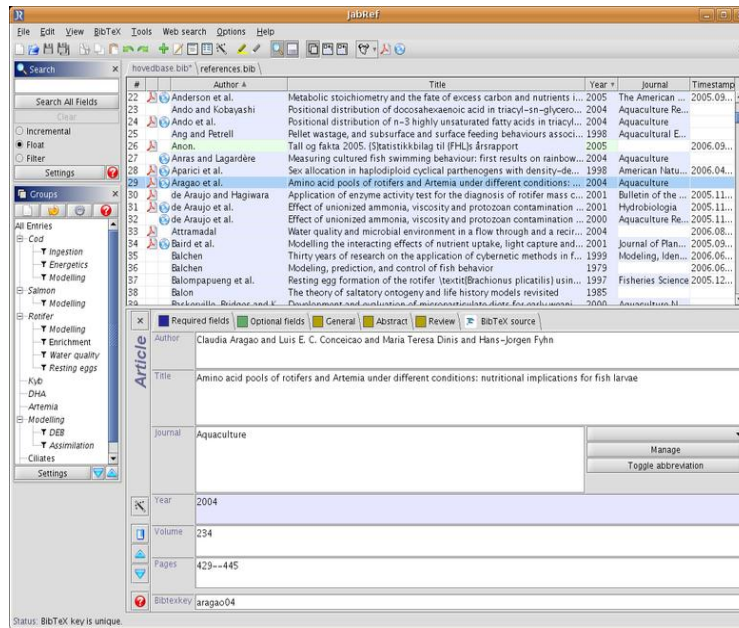 JabRef
File Edit View BibTeX Tools Web search Options Help
Search
hovedbase.bib* references.bib
# Author Title Year Journal Timestamp
Search All Fields
Clear
Incremental
Float
Filter
Settings
22 Anderson et al. Metabolic stoichiometry and the fate of excess carbon and nutrients i... 2005 The American ... 2005.09...
23 Ando and Kobayashi Positional distribution of docosahexaenoic acid in triacyl-sn-glycero... 2004 Aquaculture Re...
24 Ando et al. Positional distribution of n-3 highly unsaturated fatty acids in triacyl... 2004 Aquaculture
25 Ang and Petrell Pellet wastage, and subsurface and surface feeding behaviours associ... 1998 Aquacultural E...
26 Anon. Tall og fakta 2005. {S}tatistikkbilag til {FHL}s årsrapport 2005 2006.09...
27 Anras and Lagardère Measuring cultured fish swimming behaviour: first results on rainbow... 2004 Aquaculture
28 Aparici et al. Sex allocation in haplodiploid cyclical parthenogens with density-de... 1998 American Natu... 2006.04...
29 Aragao et al. Amino acid pools of rotifers and Artemia under different conditions: ... 2004 Aquaculture
30 de Araujo and Hagiwara Application of enzyme activity test for the diagnosis of rotifer mass c... 2001 Bulletin of the ... 2005.11...
31 de Araujo et al. Effect of unionized ammonia, viscosity and protozoan contamination ... 2001 Hydrobiologia 2005.11...
32 de Araujo et al. Effect of unionized ammonia, viscosity and protozoan contamination ... 2000 Aquaculture Re... 2005.11...
33 Attramadal Water quality and microbial environment in a flow through and a recir... 2004 2006.08...
34 Baird et al. Modelling the interacting effects of nutrient uptake, light capture and... 2001 Journal of Plan... 2005.09...
35 Balchen Thirty years of research on the application of cybernetic methods in f... 1999 Modeling, Iden... 2006.06...
36 Balchen Modeling, prediction, and control of fish behavior 1979 2006.06...
37 Balompapueng et al. Resting egg formation of the rotifer \textit{Brachionus plicatilis} usin... 1997 Fisheries Science 2005.12...
38 Balon The theory of saltatory ontogeny and life history models revisited 1985
Groups
All Entries
Cod
Ingestion
Energetics
Modelling
Salmon
Modelling
Rotifer
Modelling
Enrichment
Water quality
Resting eggs
Kyb
DHA
Artemia
Modelling
DEB
Assimilation
Ciliates
Settings
Required fields Optional fields General Abstract Review BibTeX source
Article
Author Claudia Aragao and Luis E. C. Conceicao and Maria Teresa Dinis and Hans-Jorgen Fyhn
Title Amino acid pools of rotifers and Artemia under different conditions: nutritional implications for fish larvae
Journal Aquaculture
Manage
Toggle abbreviation
Year 2004
Volume 234
Pages 429--445
Bibtexkey aragao04
Status: BibTeX key is unique.